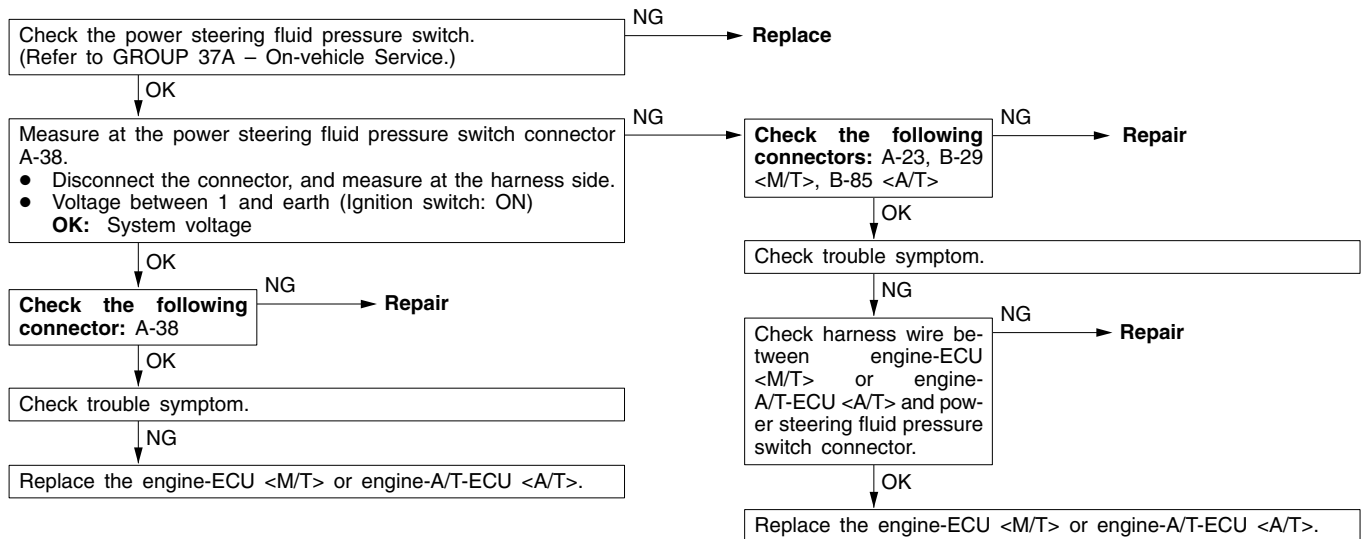 Check the power steering fluid pressure switch.
(Refer to GROUP 37A – On-vehicle Service.)
NG
Replace
OK
Measure at the power steering fluid pressure switch connector
A-38.
● Disconnect the connector, and measure at the harness side.
● Voltage between 1 and earth (Ignition switch: ON)
OK: System voltage
NG
OK
Check the following
connector: A-38
NG
Repair
OK
Check trouble symptom.
NG
Replace the engine-ECU <M/T> or engine-A/T-ECU <A/T>.
Check the following
connectors: A-23, B-29
<M/T>, B-85 <A/T>
NG
Repair
OK
Check trouble symptom.
NG
Check harness wire be-
tween engine-ECU
<M/T> or engine-
A/T-ECU <A/T> and pow-
er steering fluid pressure
switch connector.
NG
Repair
OK
Replace the engine-ECU <M/T> or engine-A/T-ECU <A/T>.